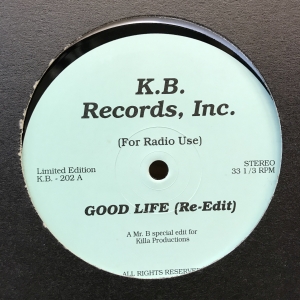 K.B.
Records, Inc.
(For Radio Use)
Limited Edition
K.B. - 202 A
STEREO
33 1/3 RPM
GOOD LIFE (Re-Edit)
A Mr. B special edit for
Killa Productions
ALL RIGHTS RESERVED